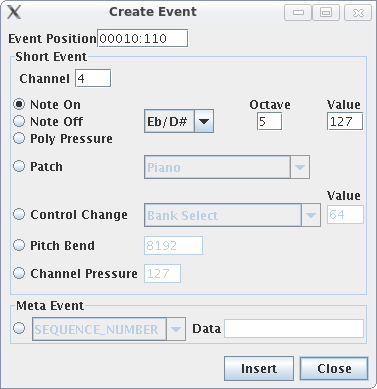 Create Event
Event Position 00010:110
Short Event
Channel 4
Note On Octave Value
Note Off Eb/D# 5 127
Poly Pressure
Patch Piano
Value
Control Change Bank Select 64
Pitch Bend 8192
Channel Pressure 127
Meta Event
SEQUENCE_NUMBER Data
Insert Close